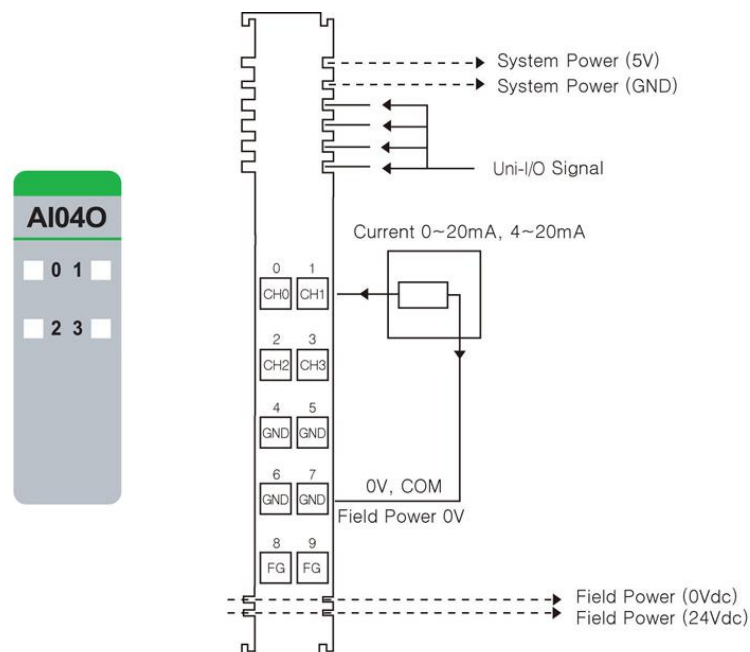 System Power (5V)
System Power (GND)
Uni-I/O Signal
AI04O
0 1
2 3
Current 0~20mA, 4~20mA
0 1
CH0 CH1
2 3
CH2 CH3
4 5
GND GND
6 7
GND GND
0V, COM
Field Power 0V
8 9
FG FG
Field Power (0Vdc)
Field Power (24Vdc)